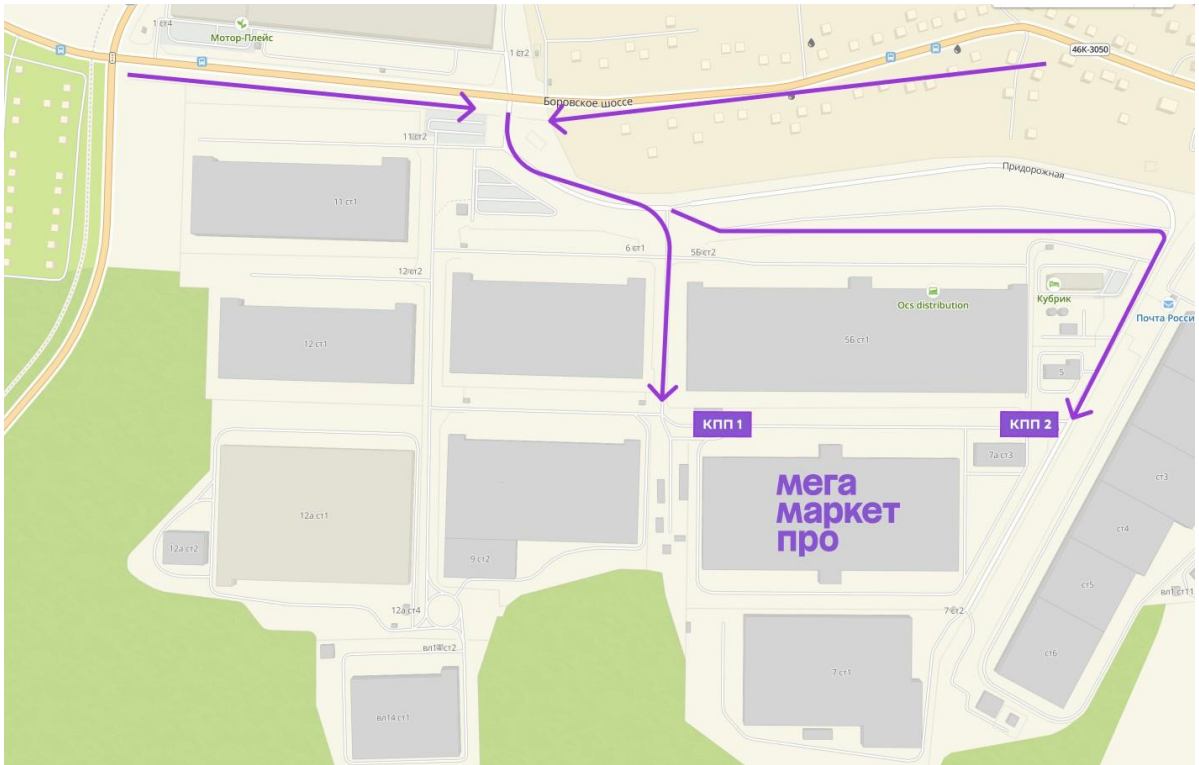 1 ст4
Мотор-Плейс
1 ст2
46К-3050
Боровское шоссе
11 ст2
Придорожная
11 ст1
6 ст1
5Б ст2
12 ст2
Кубрик
Ocs distribution
Почта Росси
12 ст1
5Б ст1
5
КПП 1
КПП 2
7а ст3
ст3
мега
маркет
про
12а ст1
ст4
12а ст2
9 ст2
ст5
вл1 ст11
12а ст4
7 ст2
вл14 ст2
ст6
7 ст1
вл14 ст1